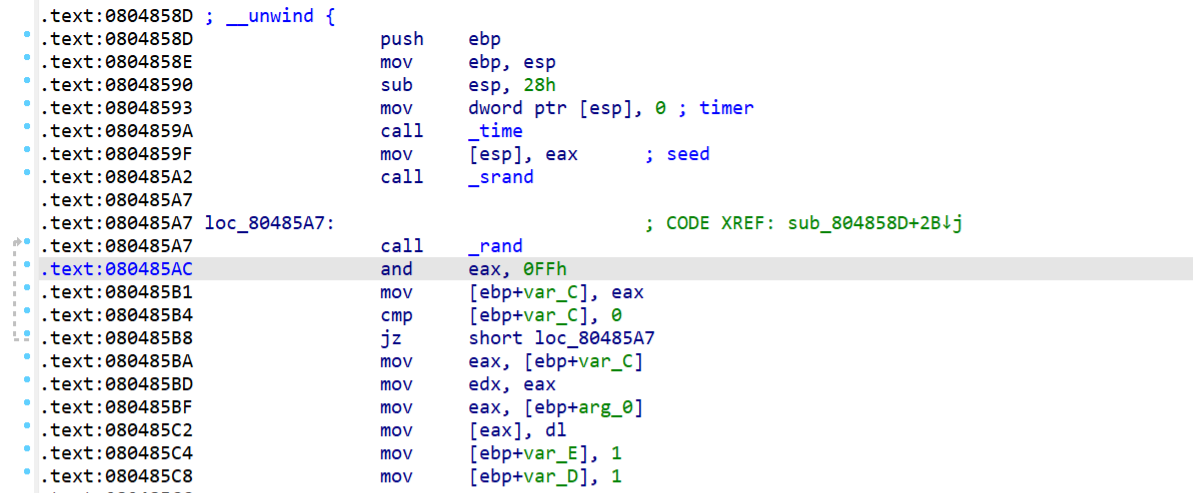 .text:0804858D ; __unwind {
.text:0804858D push ebp
.text:0804858E mov ebp, esp
.text:08048590 sub esp, 28h
.text:08048593 mov dword ptr [esp], 0 ; timer
.text:0804859A call _time
.text:0804859F mov [esp], eax ; seed
.text:080485A2 call _srand
.text:080485A7
.text:080485A7 loc_80485A7: ; CODE XREF: sub_804858D+2B↓j
.text:080485A7 call _rand
.text:080485AC and eax, 0FFh
.text:080485B1 mov [ebp+var_C], eax
.text:080485B4 cmp [ebp+var_C], 0
.text:080485B8 jz short loc_80485A7
.text:080485BA mov eax, [ebp+var_C]
.text:080485BD mov edx, eax
.text:080485BF mov eax, [ebp+arg_0]
.text:080485C2 mov [eax], dl
.text:080485C4 mov [ebp+var_E], 1
.text:080485C8 mov [ebp+var_D], 1